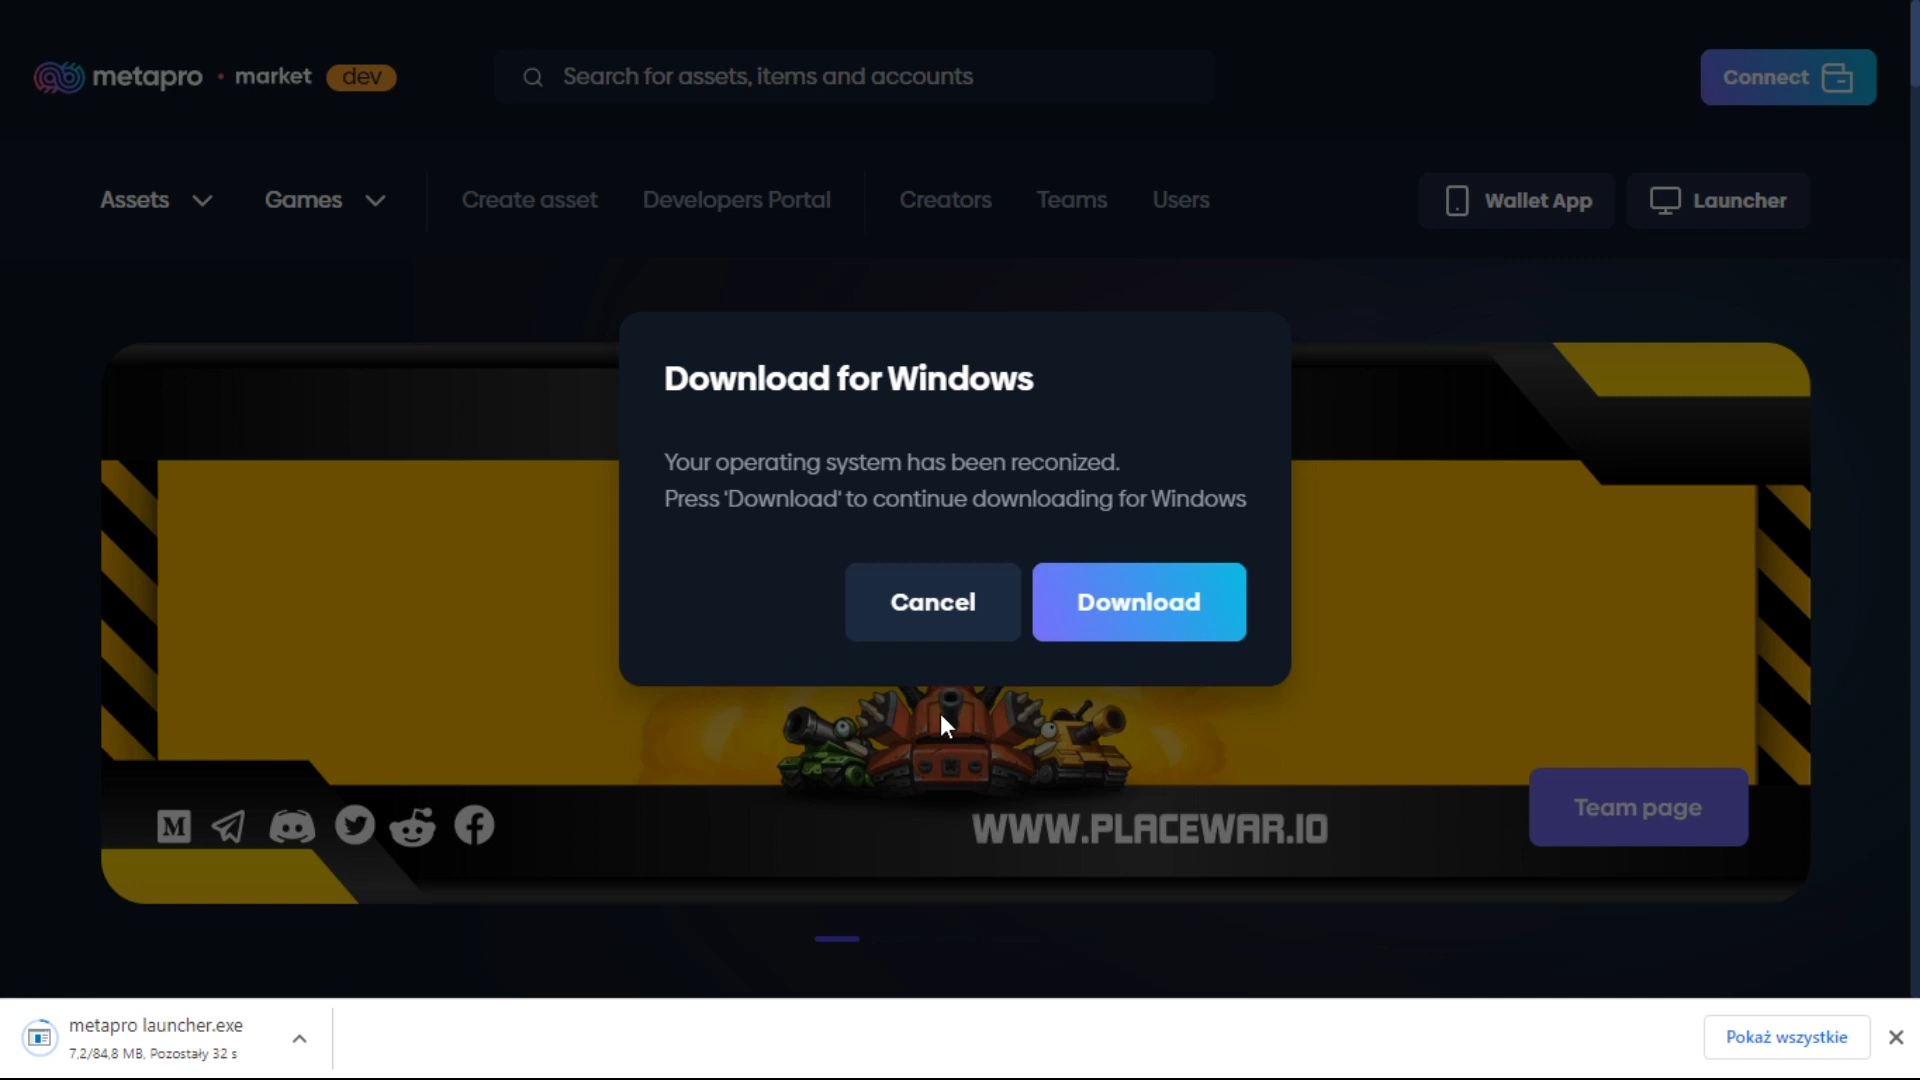 metapro • market dev
Search for assets, items and accounts
Connect
Assets
Games
Create asset
Developers Portal
Creators
Teams
Users
Wallet App
Launcher
Download for Windows
Your operating system has been reconized.
Press 'Download' to continue downloading for Windows
Cancel
Download
M
WWW.PLACEWAR.IO
Team page
metapro launcher.exe
7,2/84,8 MB, Pozostały 32 s
Pokaż wszystkie